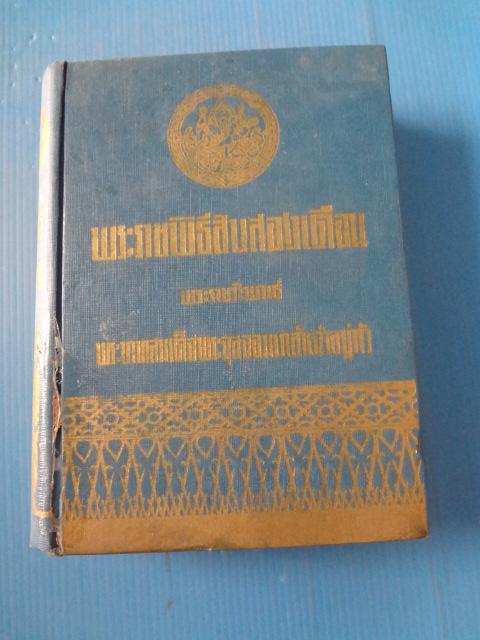 พระราชพิธีสิบสองเดือน
พระราชนิพนธ์
พระบาทสมเด็จพระจุลจอมเกล้าเจ้าอยู่หัว